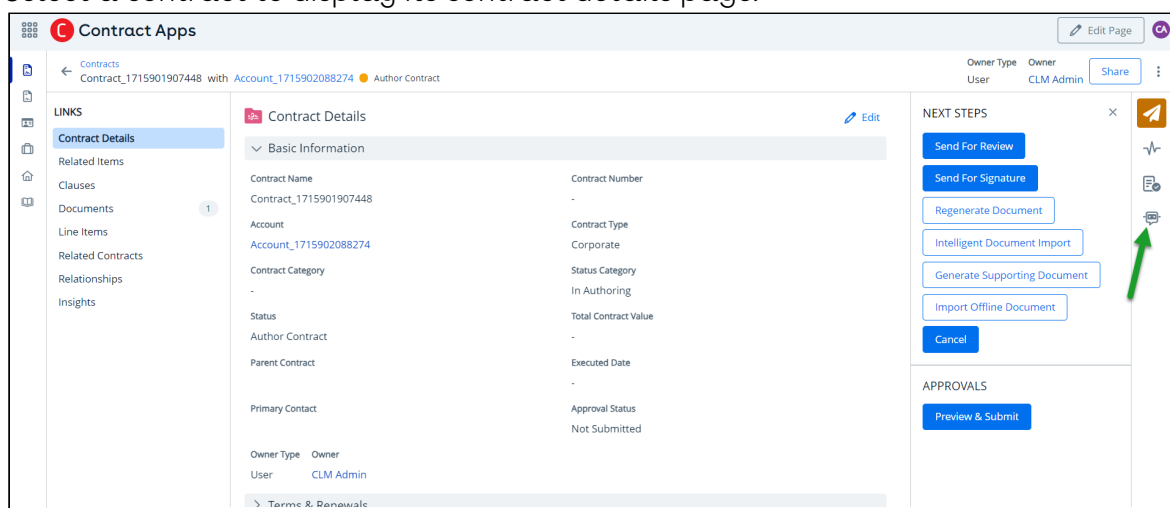 select a contract to display its contract details page.
C Contract Apps
Edit Page
CA
Contracts
Contract_1715901907448 with Account_1715902088274 Author Contract
Owner Type Owner
User CLM Admin
Share
LINKS
Contract Details
Related Items
Clauses
Documents 1
Line Items
Related Contracts
Relationships
Insights
Contract Details
Edit
Basic Information
Contract Name Contract Number
Contract_1715901907448 -
Account Contract Type
Account_1715902088274 Corporate
Contract Category Status Category
- In Authoring
Status Total Contract Value
Author Contract -
Parent Contract Executed Date
-
Primary Contact Approval Status
Not Submitted
Owner Type Owner
User CLM Admin
Terms & Renewals
NEXT STEPS
Send For Review
Send For Signature
Regenerate Document
Intelligent Document Import
Generate Supporting Document
Import Offline Document
Cancel
APPROVALS
Preview & Submit